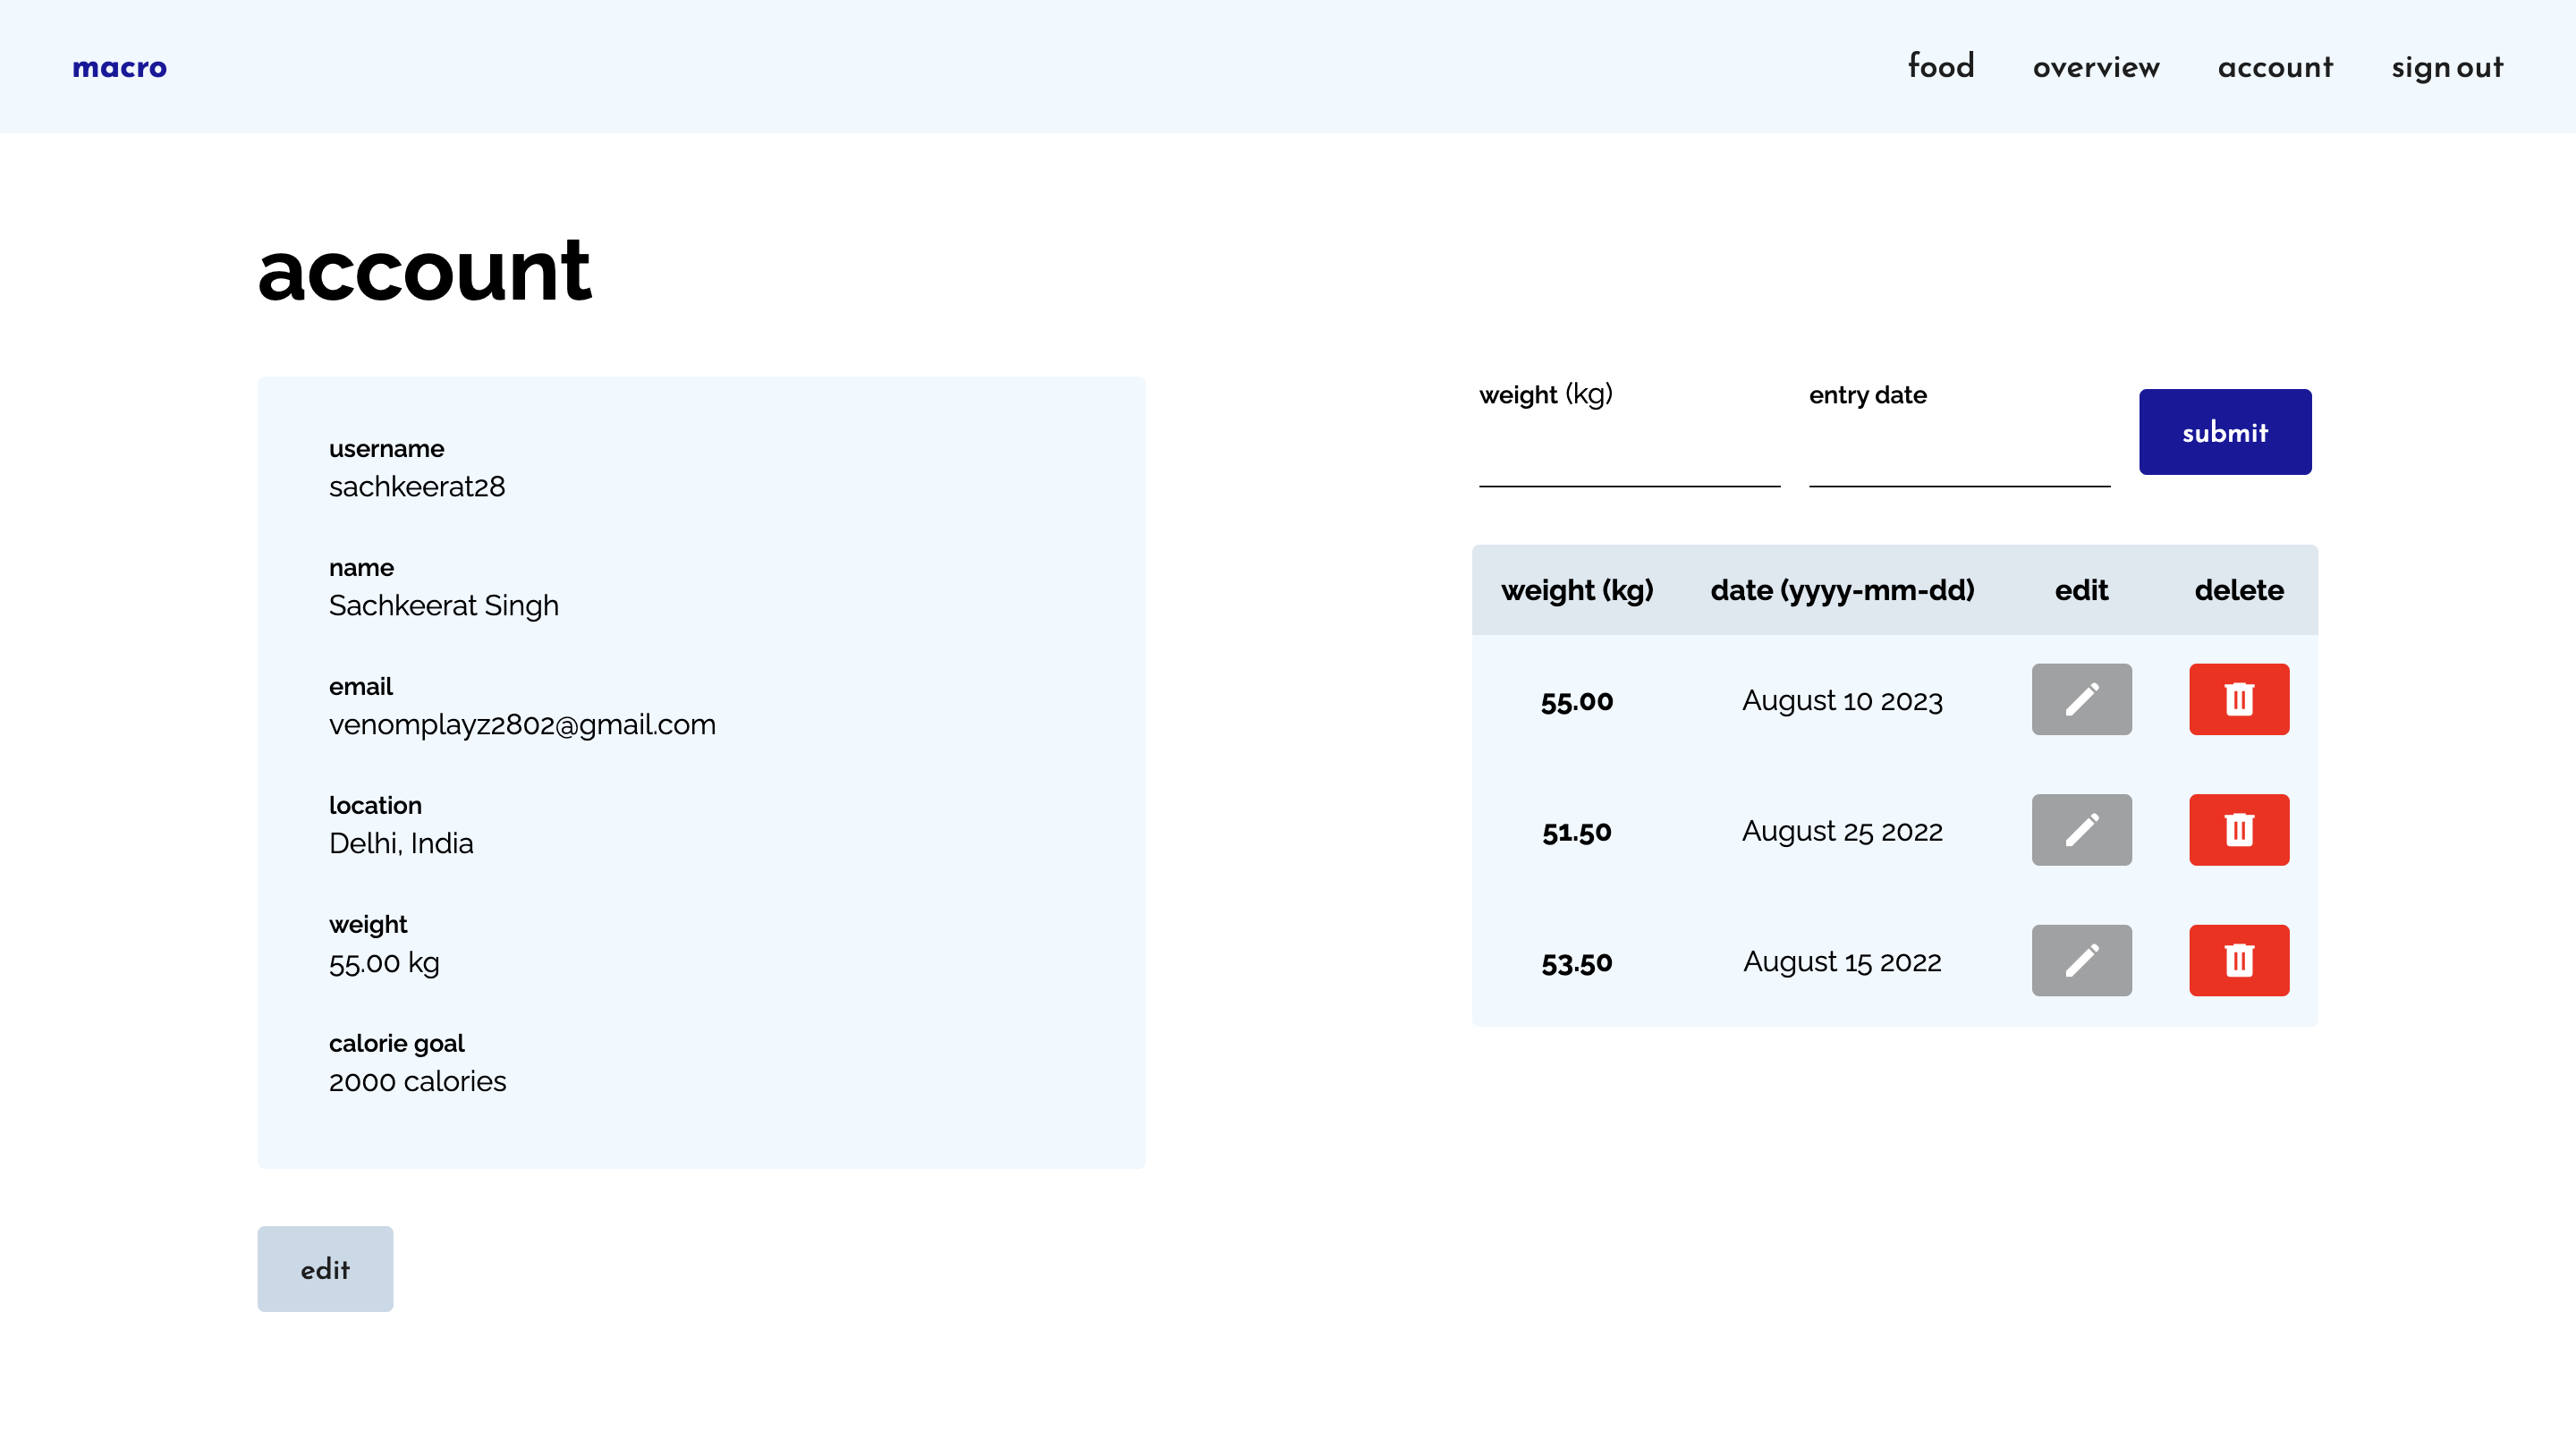 macro
food overview account sign out
account
username
sachkeerat28
name
Sachkeerat Singh
email
venomplayz2802@gmail.com
location
Delhi, India
weight
55.00 kg
calorie goal
2000 calories
edit
weight (kg) entry date
submit
weight (kg) date (yyyy-mm-dd) edit delete
55.00 August 10 2023
51.50 August 25 2022
53.50 August 15 2022